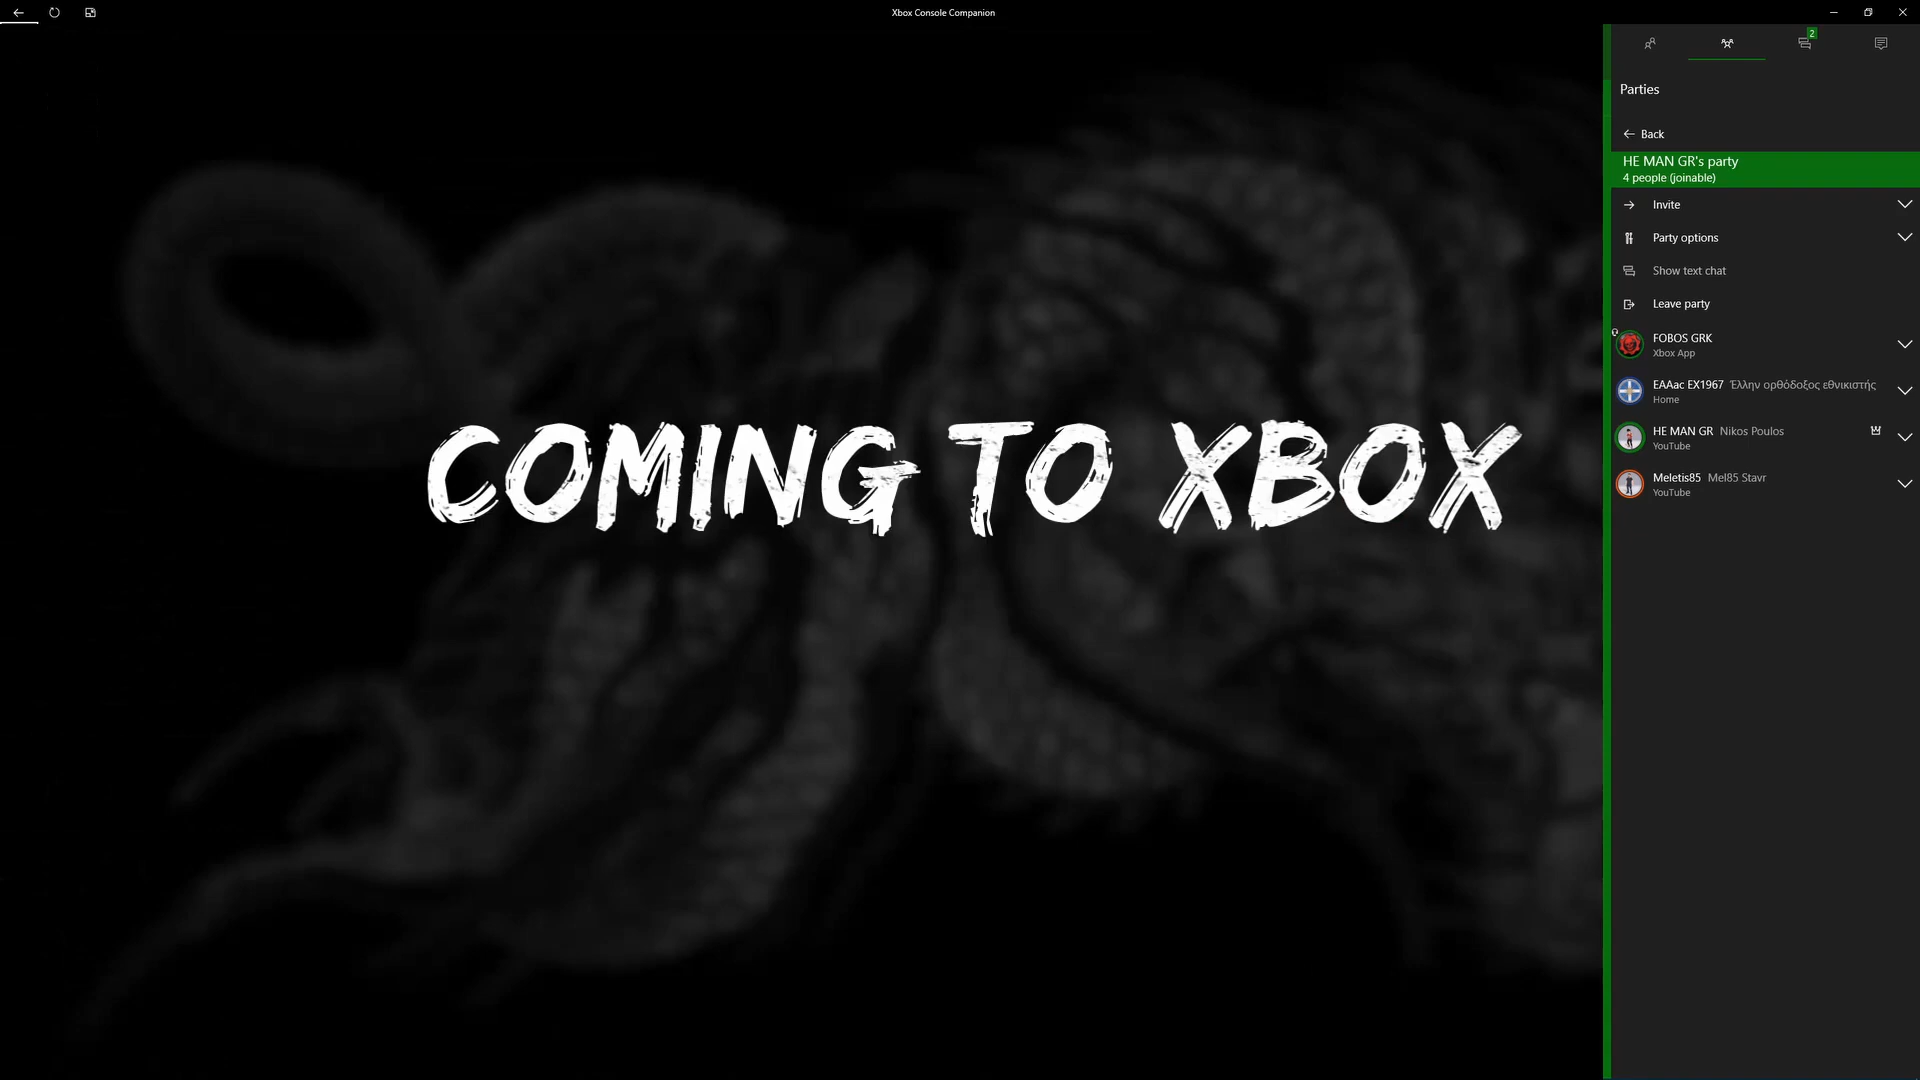 Xbox Console Companion
2
Parties
Back
HE MAN GR's party
4 people (joinable)
Invite
Party options
Show text chat
Leave party
FOBOS GRK
Xbox App
EAAac EX1967 Έλλην ορθόδοξος εθνικιστής
Home
HE MAN GR Nikos Poulos
YouTube
Meletis85 Mel85 Stavr
YouTube
COMING TO XBOX